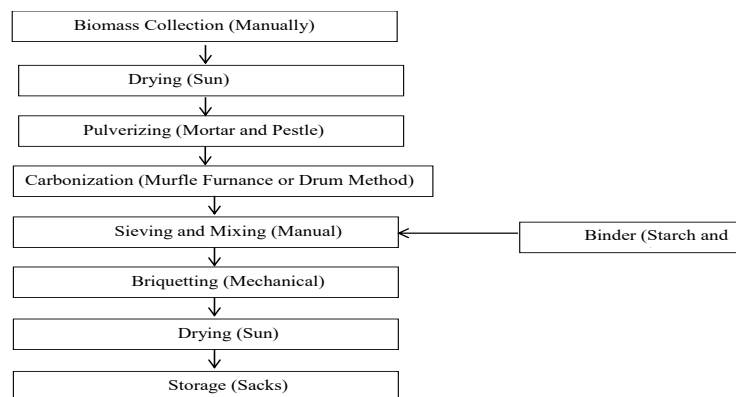 Biomass Collection (Manually)
Drying (Sun)
Pulverizing (Mortar and Pestle)
Carbonization (Murfle Furnance or Drum Method)
Sieving and Mixing (Manual)
Binder (Starch and
Briquetting (Mechanical)
Drying (Sun)
Storage (Sacks)